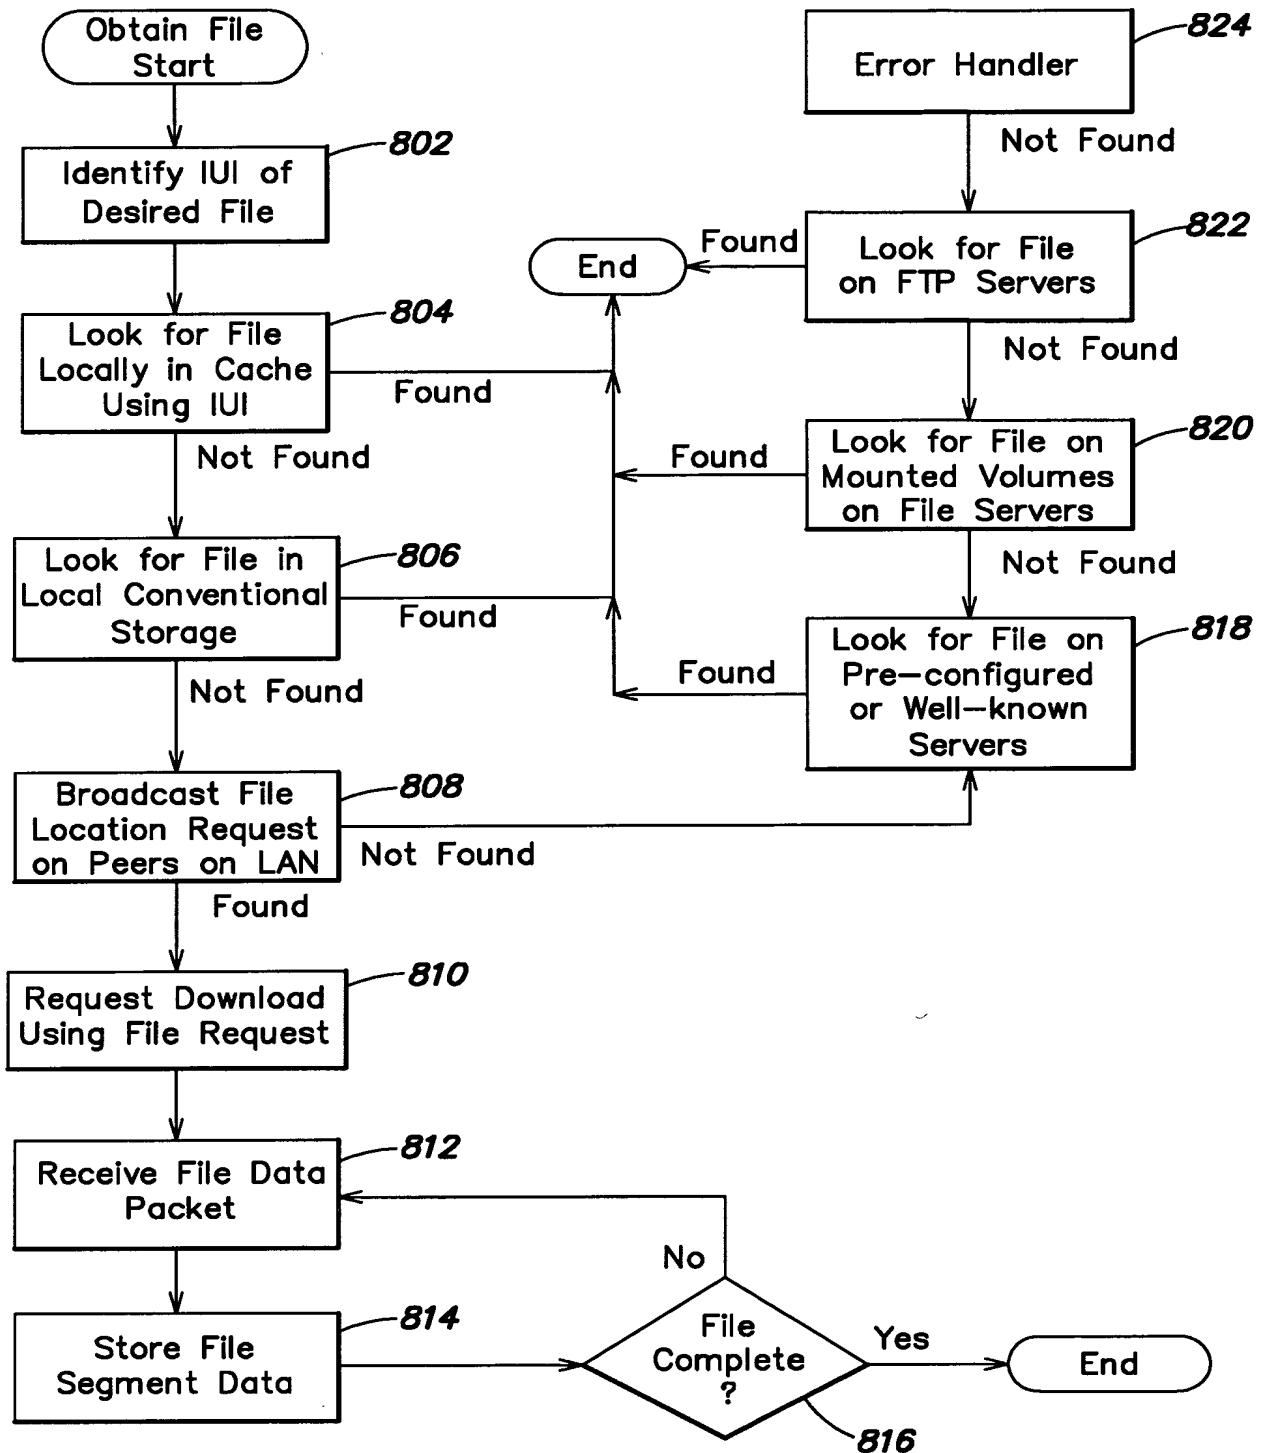 Obtain File
Start
802
Identify IUI of
Desired File
804
Look for File
Locally in Cache
Using IUI
Found
Not Found
806
Look for File in
Local Conventional
Storage
Found
Not Found
808
Broadcast File
Location Request
on Peers on LAN
Not Found
Found
810
Request Download
Using File Request
812
Receive File Data
Packet
814
Store File
Segment Data
No
File
Complete
?
816
Yes
End
824
Error Handler
Not Found
822
Look for File
on FTP Servers
Found
End
Not Found
820
Look for File on
Mounted Volumes
on File Servers
Found
Not Found
818
Look for File on
Pre-configured
or Well-known
Servers
Found